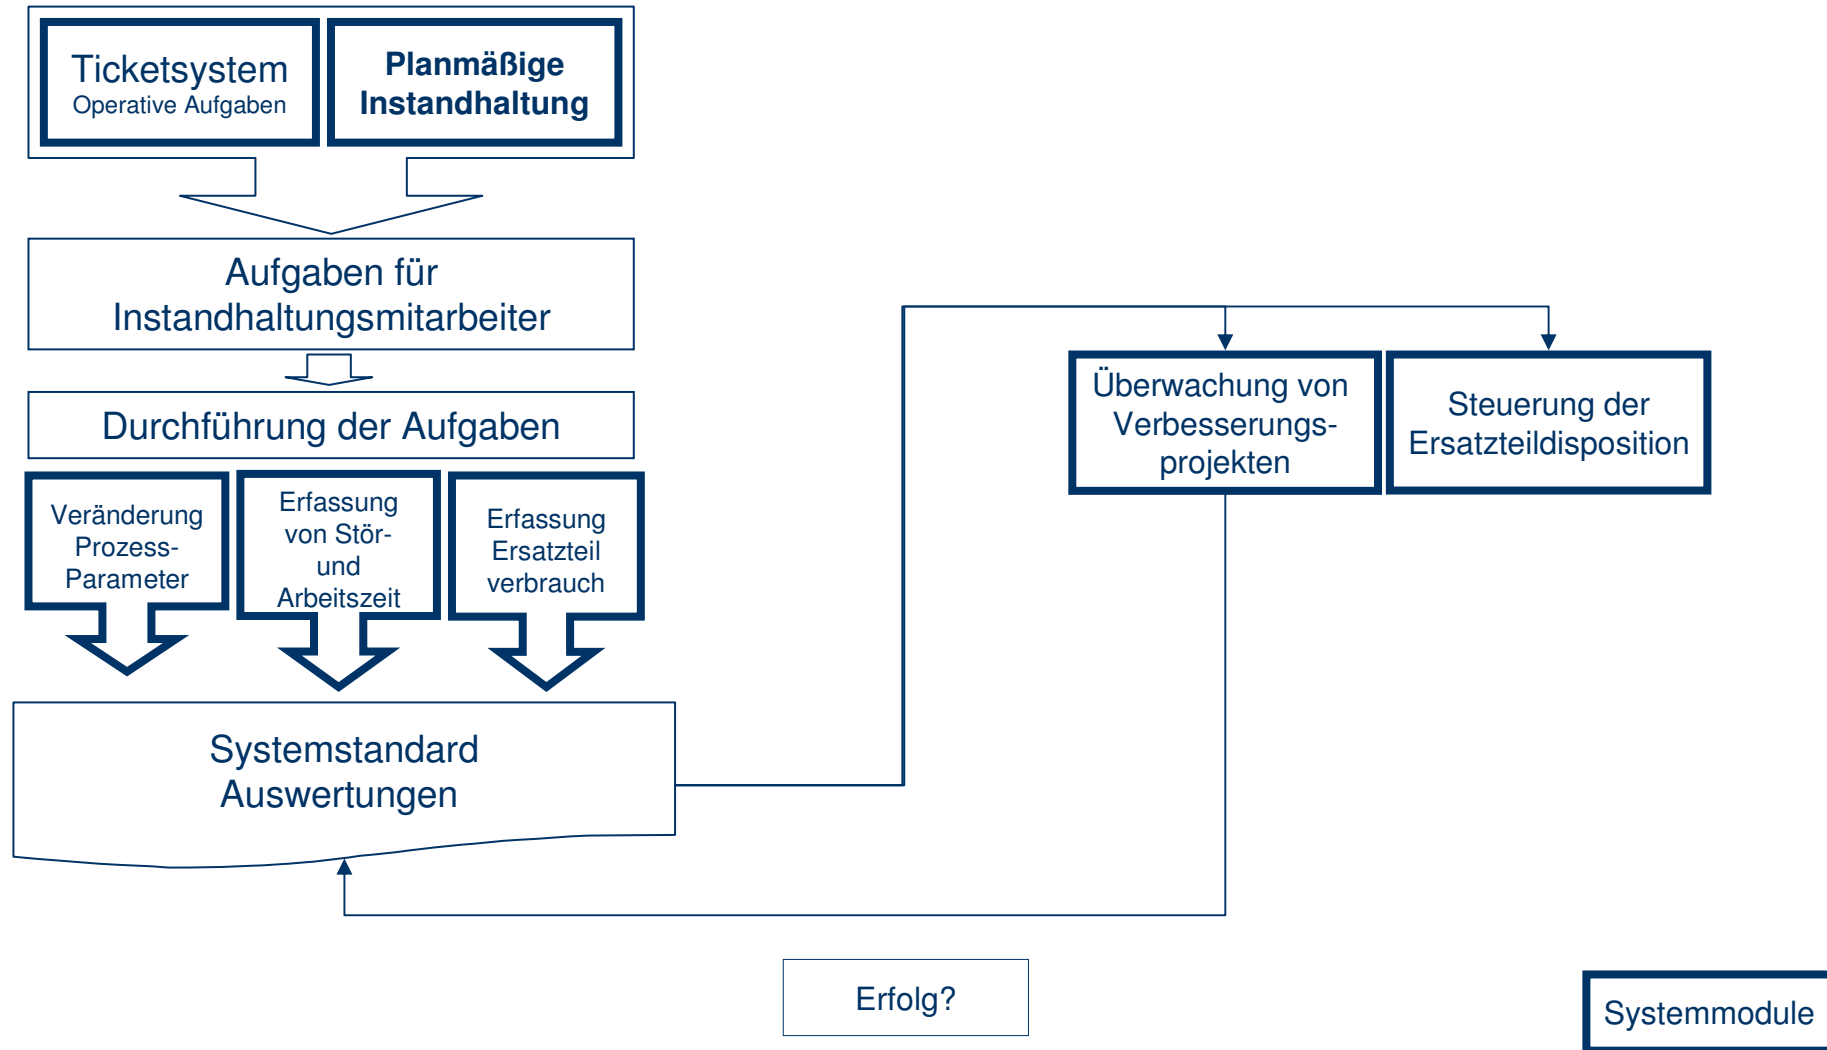 Ticketsystem
Operative Aufgaben
Planmäßige
Instandhaltung
Aufgaben für
Instandhaltungsmitarbeiter
Durchführung der Aufgaben
Veränderung
Prozess-
Parameter
Erfassung
von Stör-
und
Arbeitszeit
Erfassung
Ersatzteil
verbrauch
Systemstandard
Auswertungen
Überwachung von
Verbesserungs-
projekten
Steuerung der
Ersatzteildisposition
Erfolg?
Systemmodule